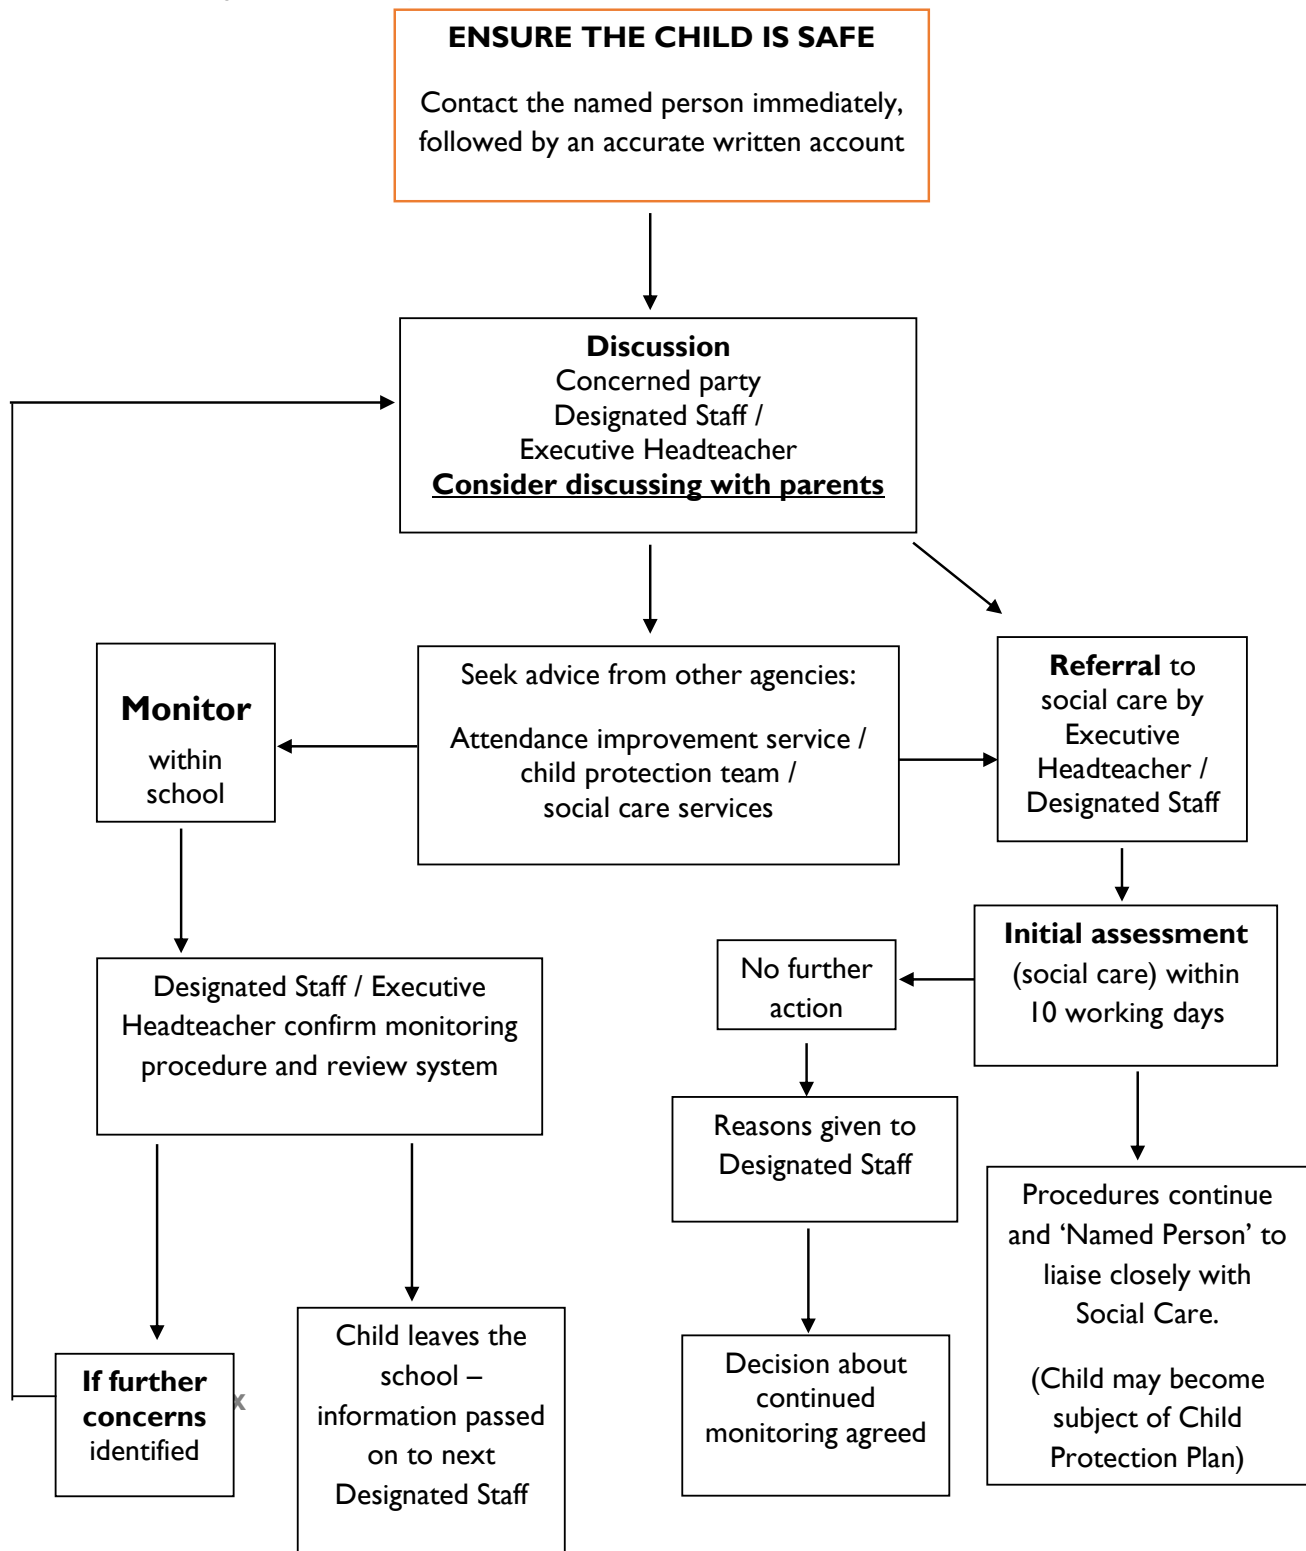 ENSURE THE CHILD IS SAFE
Contact the named person immediately,
followed by an accurate written account
Discussion
Concerned party
Designated Staff /
Executive Headteacher
Consider discussing with parents
Monitor
within
school
Seek advice from other agencies:
Attendance improvement service /
child protection team /
social care services
Referral to
social care by
Executive
Headteacher /
Designated Staff
Initial assessment
(social care) within
10 working days
No further
action
Designated Staff / Executive
Headteacher confirm monitoring
procedure and review system
Reasons given to
Designated Staff
Procedures continue
and ‘Named Person’ to
liaise closely with
Social Care.
(Child may become
subject of Child
Protection Plan)
If further
concerns
identified
x
Child leaves the
school –
information passed
on to next
Designated Staff
Decision about
continued
monitoring agreed